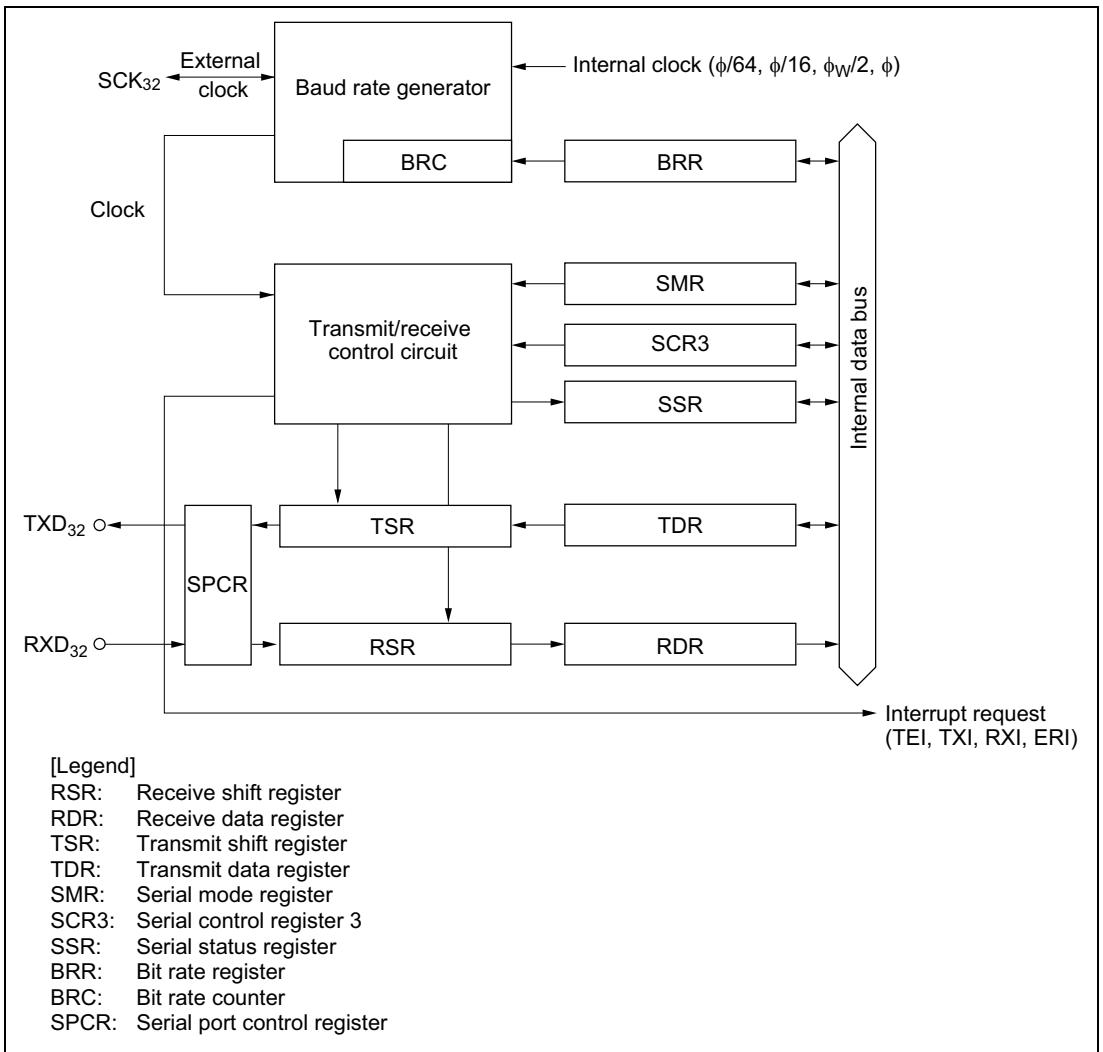 External
SCK32
clock
Baud rate generator
Internal clock (ϕ/64, ϕ/16, ϕW/2, ϕ)
BRC
BRR
Clock
SMR
Transmit/receive
control circuit
SCR3
SSR
Internal data bus
TXD32
TSR
TDR
SPCR
RXD32
RSR
RDR
Interrupt request
(TEI, TXI, RXI, ERI)
[Legend]
RSR: Receive shift register
RDR: Receive data register
TSR: Transmit shift register
TDR: Transmit data register
SMR: Serial mode register
SCR3: Serial control register 3
SSR: Serial status register
BRR: Bit rate register
BRC: Bit rate counter
SPCR: Serial port control register